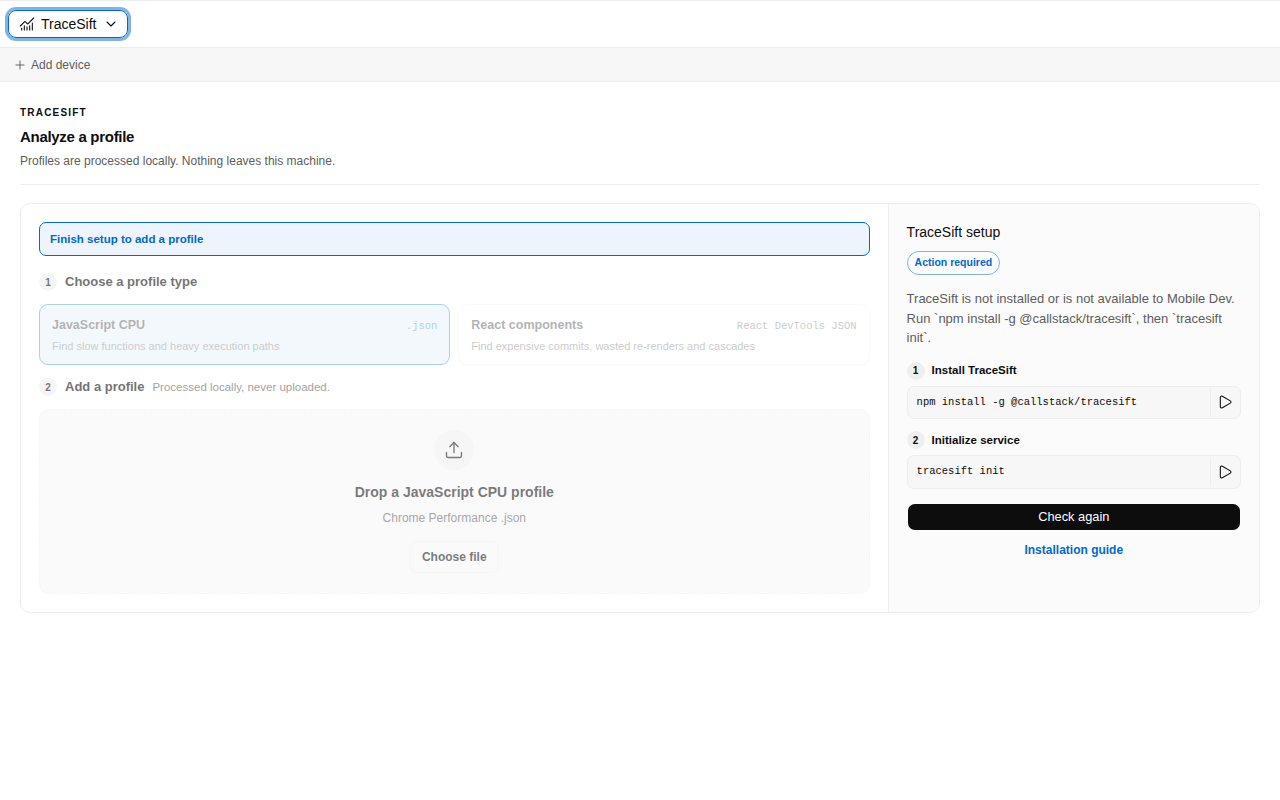 TraceSift
Add device
TRACESIFT
Analyze a profile
Profiles are processed locally. Nothing leaves this machine.
Finish setup to add a profile
1 Choose a profile type
JavaScript CPU .json
Find slow functions and heavy execution paths
React components React DevTools JSON
Find expensive commits, wasted re-renders and cascades
2 Add a profile Processed locally, never uploaded.
Drop a JavaScript CPU profile
Chrome Performance .json
Choose file
TraceSift setup
Action required
TraceSift is not installed or is not available to Mobile Dev.
Run `npm install -g @callstack/tracesift`, then `tracesift
init`.
1 Install TraceSift
npm install -g @callstack/tracesift
2 Initialize service
tracesift init
Check again
Installation guide